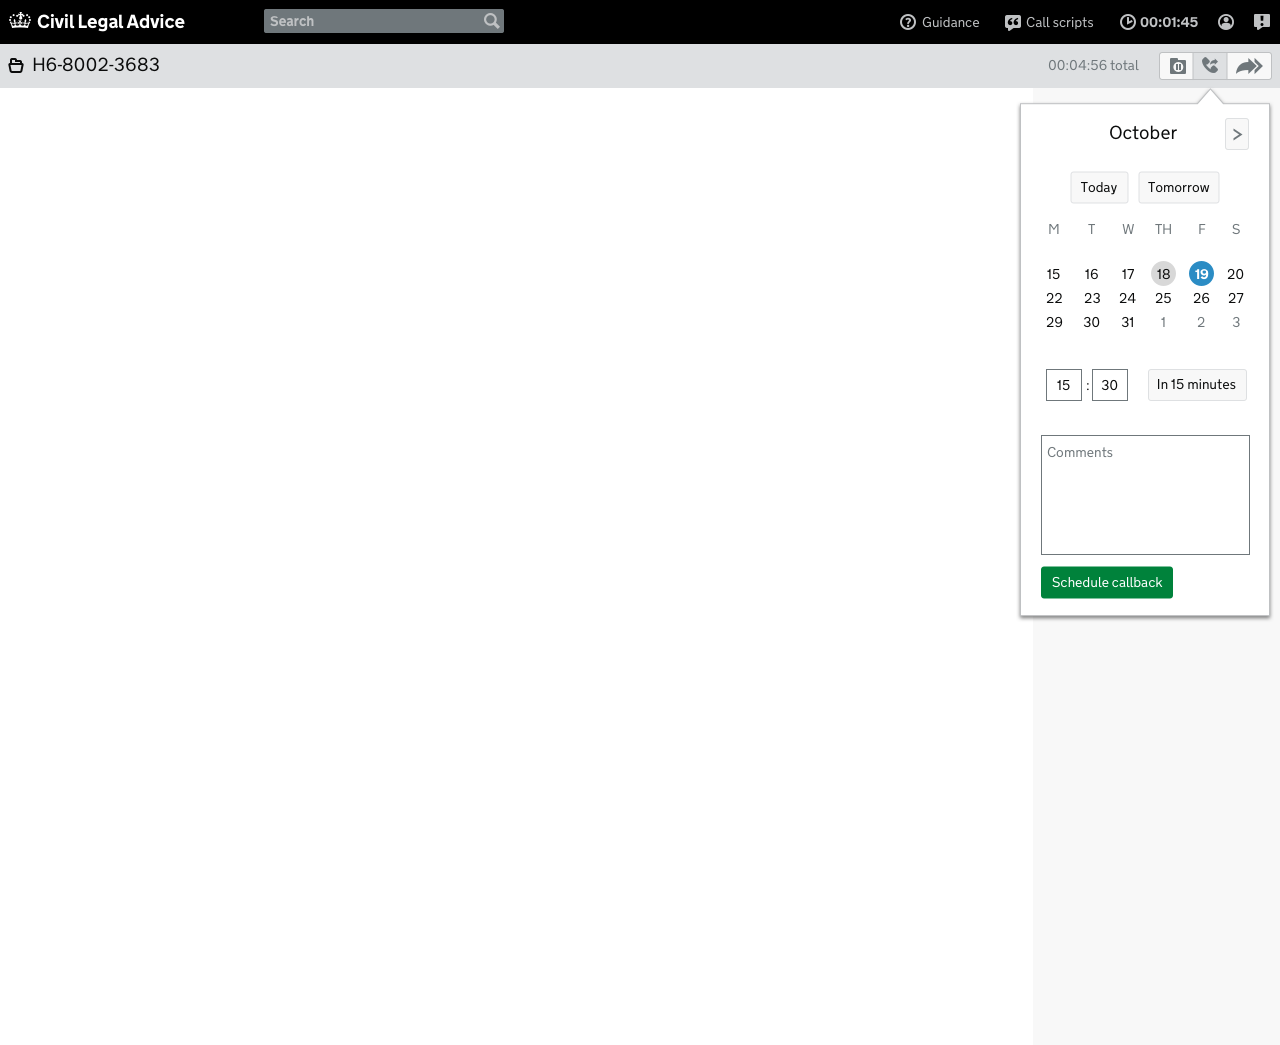 Civil Legal Advice Search Guidance Call scripts 00:01:45
H6-8002-3683 00:04:56 total
October >
Today Tomorrow
M T W TH F S
15 16 17 18 19 20
22 23 24 25 26 27
29 30 31 1 2 3
15 : 30 In 15 minutes
Comments
Schedule callback